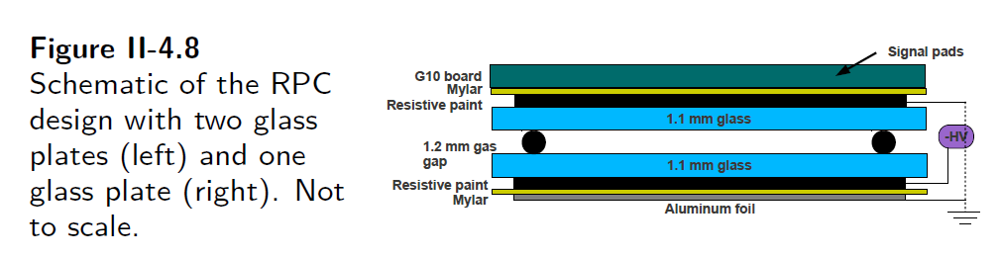 Figure II-4.8
Schematic of the RPC
design with two glass
plates (left) and one
glass plate (right). Not
to scale.
Signal pads
G10 board
Mylar
Resistive paint
1.1 mm glass
-HV
1.2 mm gas
gap
1.1 mm glass
Resistive paint
Mylar
Aluminum foil